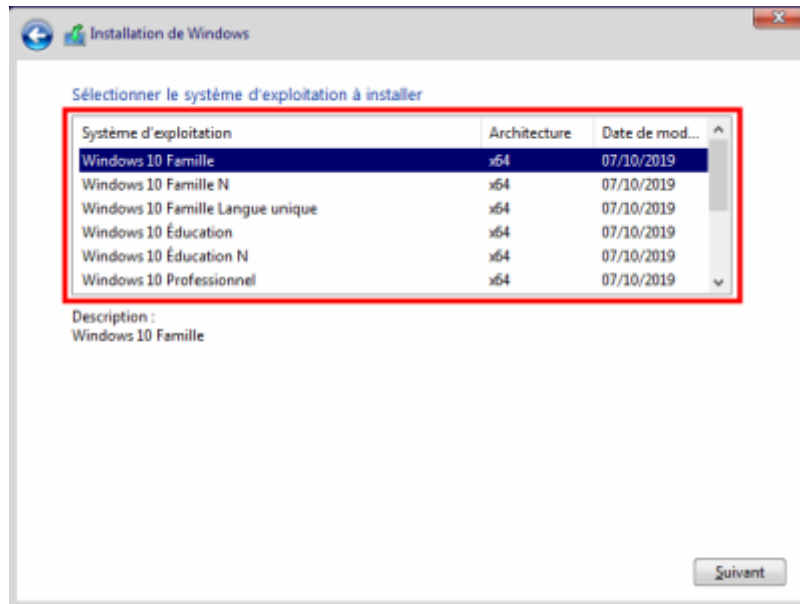 Installation de Windows
Sélectionner le système d'exploitation à installer
Système d'exploitation Architecture Date de mod...
Windows 10 Famille x64 07/10/2019
Windows 10 Famille N x64 07/10/2019
Windows 10 Famille Langue unique x64 07/10/2019
Windows 10 Éducation x64 07/10/2019
Windows 10 Éducation N x64 07/10/2019
Windows 10 Professionnel x64 07/10/2019
Description :
Windows 10 Famille
Suivant